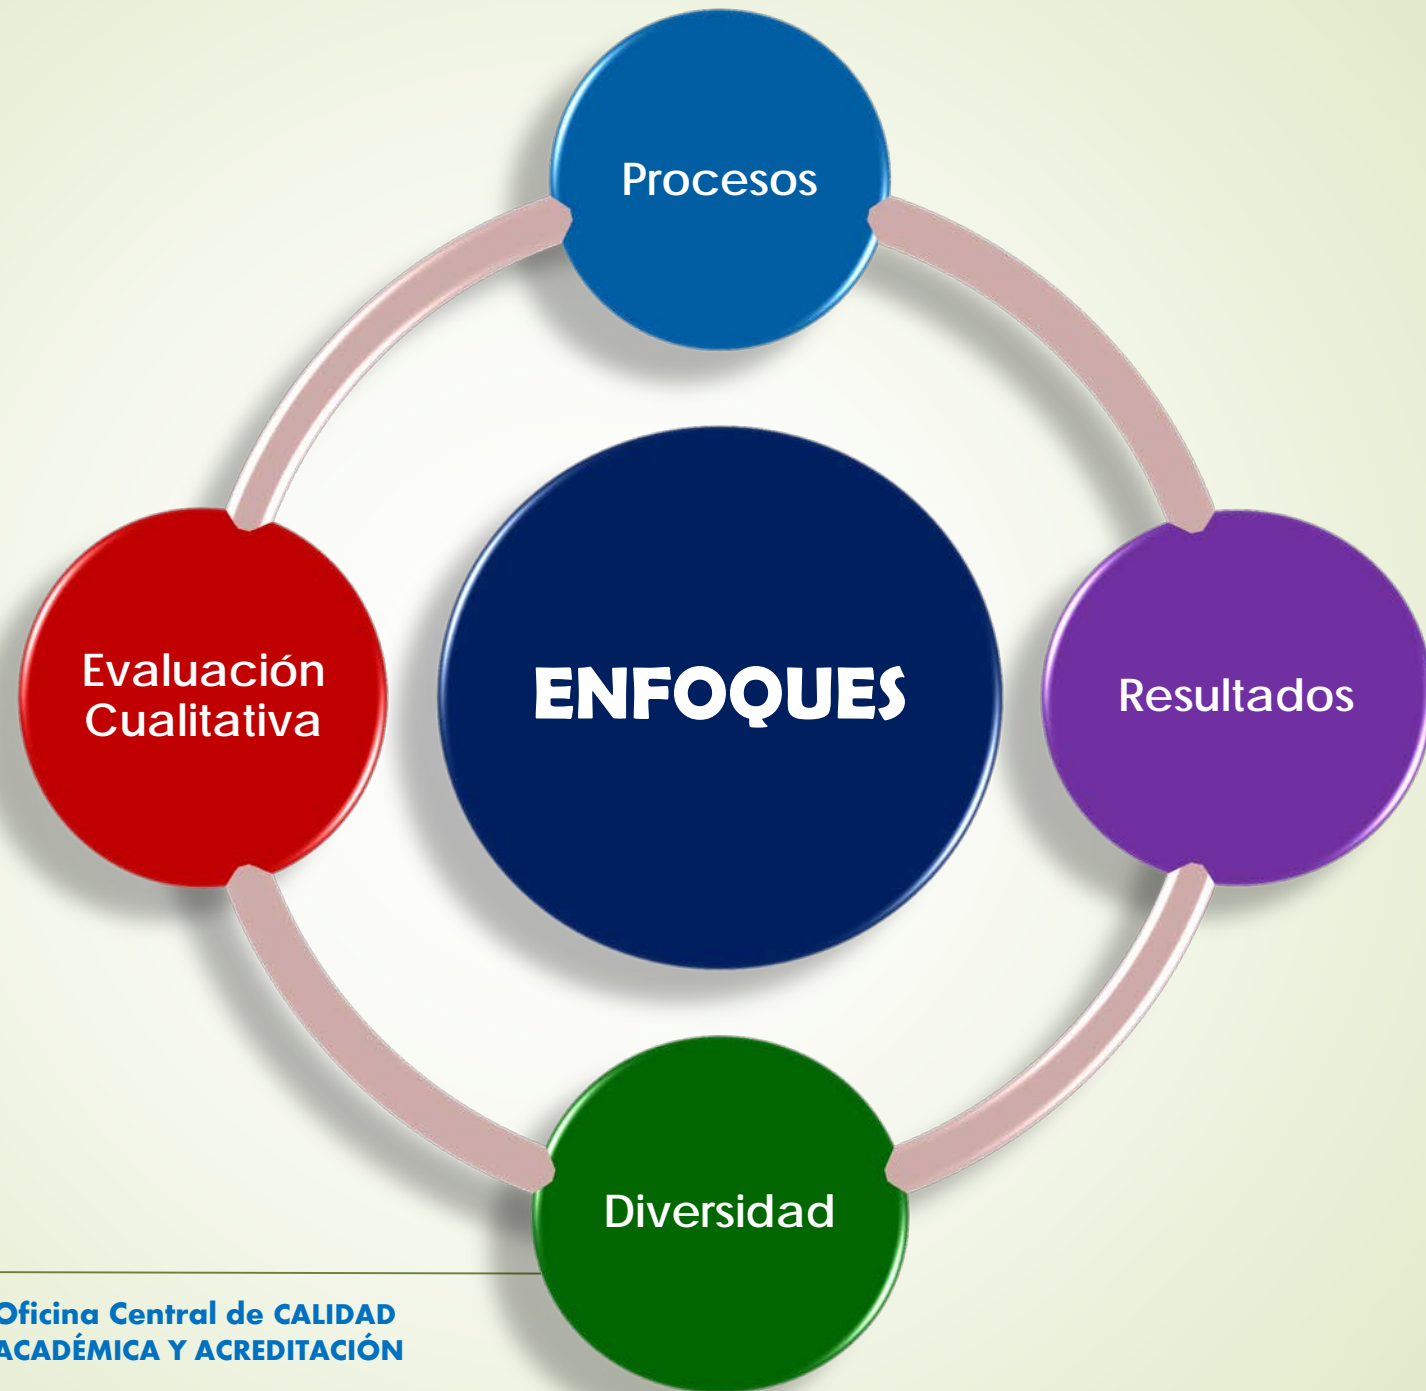 Procesos
Evaluación
Cualitativa
ENFOQUES
Resultados
Diversidad
Oficina Central de CALIDAD
ACADÉMICA Y ACREDITACIÓN